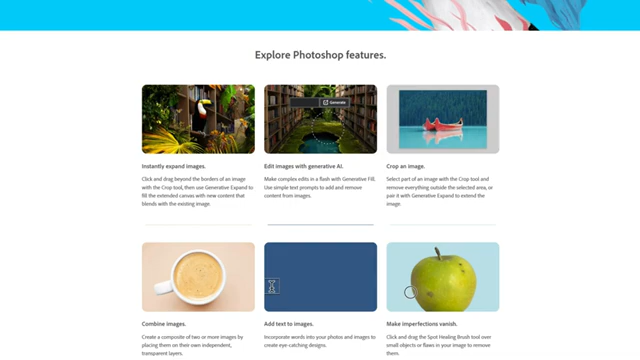 Explore Photoshop features.
Generate
Instantly expand images.
Click and drag beyond the borders of an
image with the Crop tool, then use
Generative Expand to
fill the extended canvas with new content
that
blends with the existing image.
Edit images with generative AI.
Make complex edits in a flash with Generative Fill.
Use simple text prompts to add and remove
content from images.
Crop an image.
Select part of an image with the Crop tool and
remove everything outside the selected area, or
pair it with Generative Expand to extend the
image.
Combine images.
Create a composite of two or more images by
placing them on their own independent,
transparent layers.
Add text to images.
Incorporate words into your photos and images to
create eye-catching designs.
Make imperfections vanish.
Click and drag the Spot Healing Brush tool over
small objects or flaws in your image to remove
them.